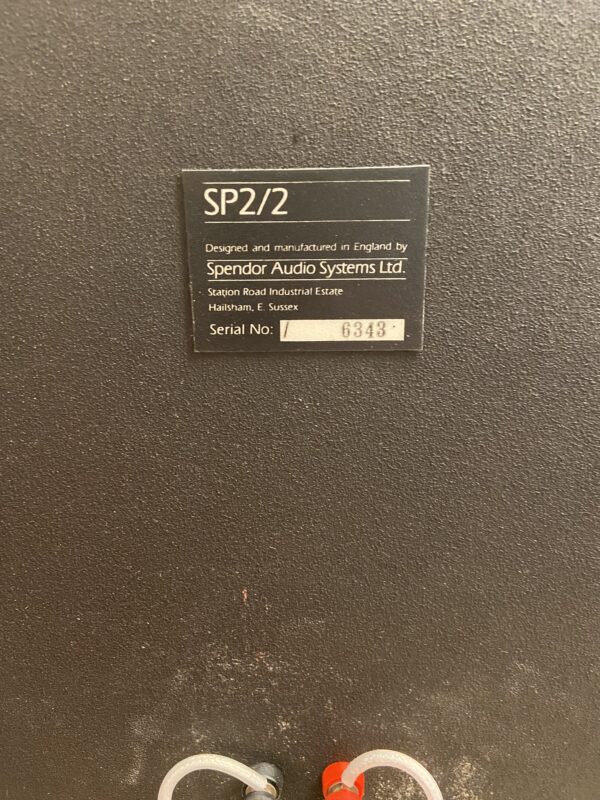 SP2/2
Designed and manufactured in England by
Spendor Audio Systems Ltd.
Station Road Industrial Estate
Hailsham, E. Sussex
Serial No: / 6343